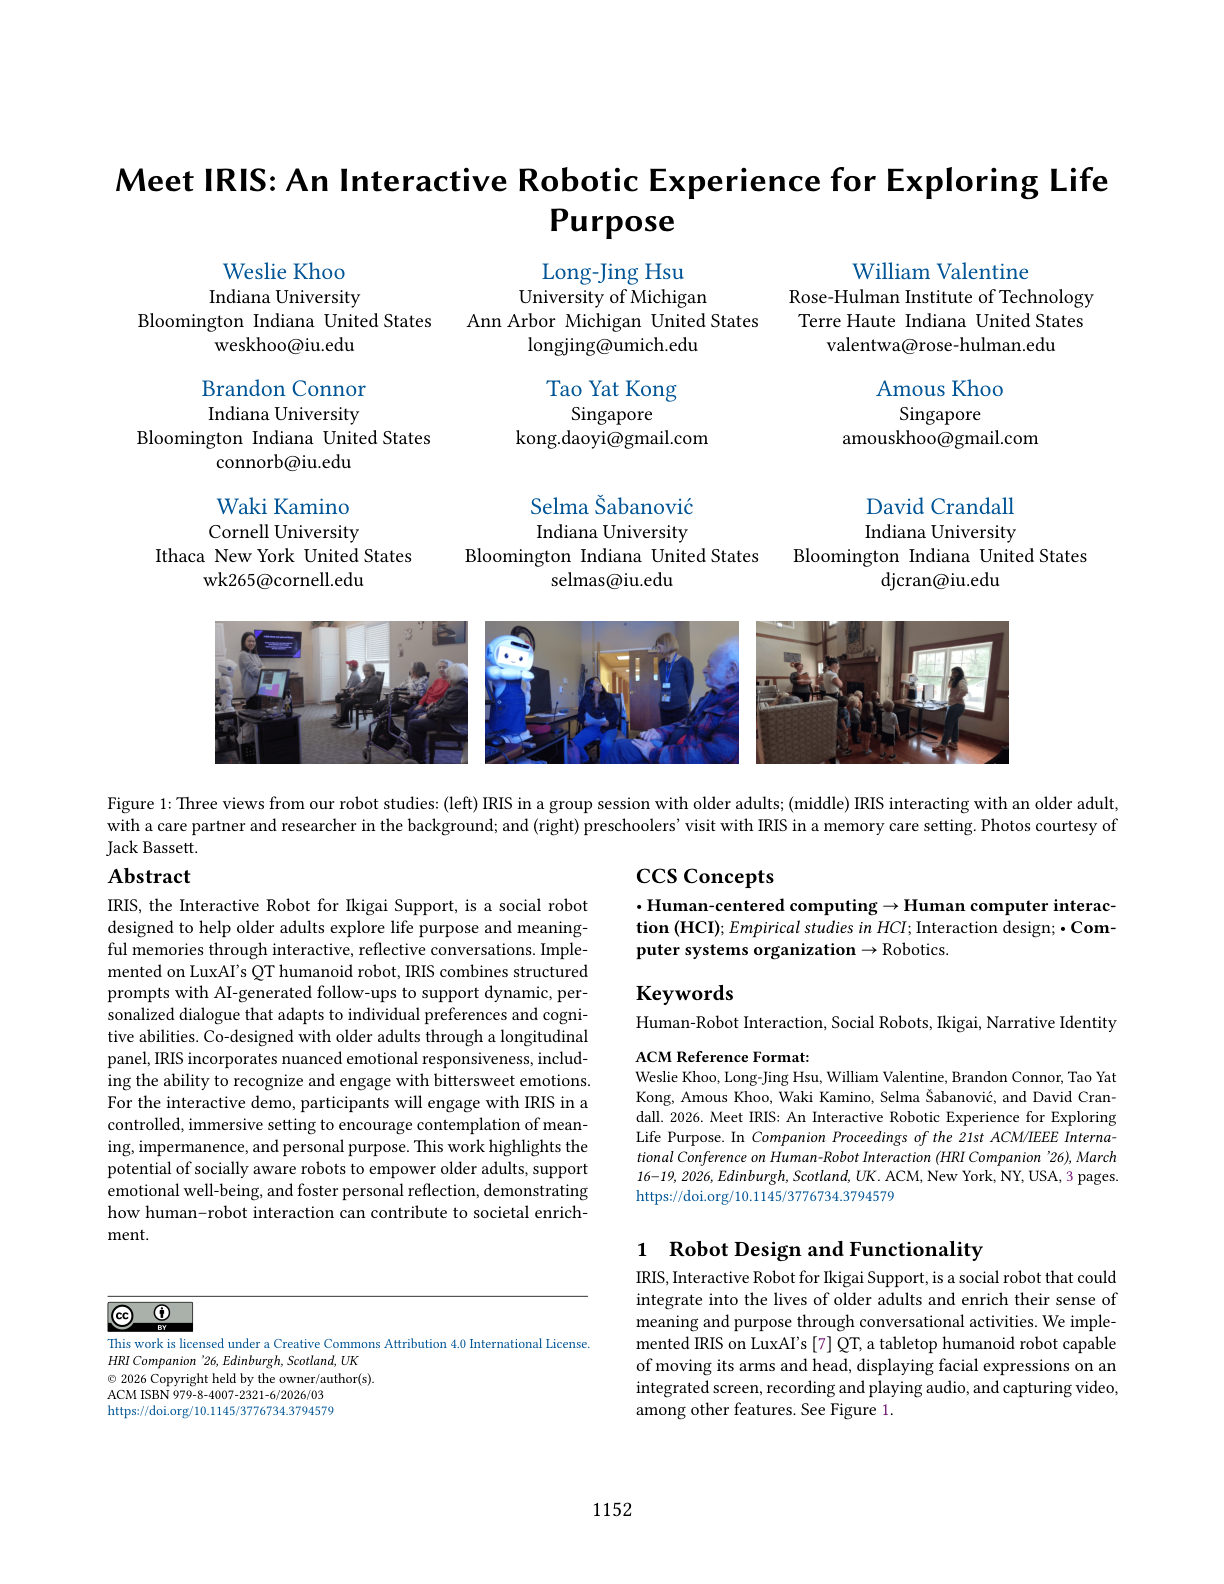 Meet IRIS: An Interactive Robotic Experience for Exploring Life
Purpose
Weslie Khoo
Indiana University
Bloomington Indiana United States
weskhoo@iu.edu
Long-Jing Hsu
University of Michigan
Ann Arbor Michigan United States
longjing@umich.edu
William Valentine
Rose-Hulman Institute of Technology
Terre Haute Indiana United States
valentwa@rose-hulman.edu
Brandon Connor
Indiana University
Bloomington Indiana United States
connorb@iu.edu
Tao Yat Kong
Singapore
kong.daoyi@gmail.com
Amous Khoo
Singapore
amouskhoo@gmail.com
Waki Kamino
Cornell University
Ithaca New York United States
wk265@cornell.edu
Selma Šabanović
Indiana University
Bloomington Indiana United States
selmas@iu.edu
David Crandall
Indiana University
Bloomington Indiana United States
djcran@iu.edu
Figure 1: Three views from our robot studies: (left) IRIS in a group session with older adults; (middle) IRIS interacting with an older adult,
with a care partner and researcher in the background; and (right) preschoolers' visit with IRIS in a memory care setting. Photos courtesy of
Jack Bassett.
Abstract
IRIS, the Interactive Robot for Ikigai Support, is a social robot
designed to help older adults explore life purpose and meaning-
ful memories through interactive, reflective conversations. Imple-
mented on LuxAI's QT humanoid robot, IRIS combines structured
prompts with AI-generated follow-ups to support dynamic, per-
sonalized dialogue that adapts to individual preferences and cogni-
tive abilities. Co-designed with older adults through a longitudinal
panel, IRIS incorporates nuanced emotional responsiveness, includ-
ing the ability to recognize and engage with bittersweet emotions.
For the interactive demo, participants will engage with IRIS in a
controlled, immersive setting to encourage contemplation of mean-
ing, impermanence, and personal purpose. This work highlights the
potential of socially aware robots to empower older adults, support
emotional well-being, and foster personal reflection, demonstrating
how human–robot interaction can contribute to societal enrich-
ment.
cc
BY
This work is licensed under a Creative Commons Attribution 4.0 International License.
HRI Companion '26, Edinburgh, Scotland, UK
© 2026 Copyright held by the owner/author(s).
ACM ISBN 979-8-4007-2321-6/2026/03
https://doi.org/10.1145/3776734.3794579
CCS Concepts
• Human-centered computing → Human computer interac-
tion (HCI); Empirical studies in HCI; Interaction design; • Com-
puter systems organization → Robotics.
Keywords
Human-Robot Interaction, Social Robots, Ikigai, Narrative Identity
ACM Reference Format:
Weslie Khoo, Long-Jing Hsu, William Valentine, Brandon Connor, Tao Yat
Kong, Amous Khoo, Waki Kamino, Selma Šabanović, and David Cran-
dall. 2026. Meet IRIS: An Interactive Robotic Experience for Exploring
Life Purpose. In Companion Proceedings of the 21st ACM/IEEE Interna-
tional Conference on Human-Robot Interaction (HRI Companion '26), March
16–19, 2026, Edinburgh, Scotland, UK. ACM, New York, NY, USA, 3 pages.
https://doi.org/10.1145/3776734.3794579
1 Robot Design and Functionality
IRIS, Interactive Robot for Ikigai Support, is a social robot that could
integrate into the lives of older adults and enrich their sense of
meaning and purpose through conversational activities. We imple-
mented IRIS on LuxAI's [7] QT, a tabletop humanoid robot capable
of moving its arms and head, displaying facial expressions on an
integrated screen, recording and playing audio, and capturing video,
among other features. See Figure 1.
1152